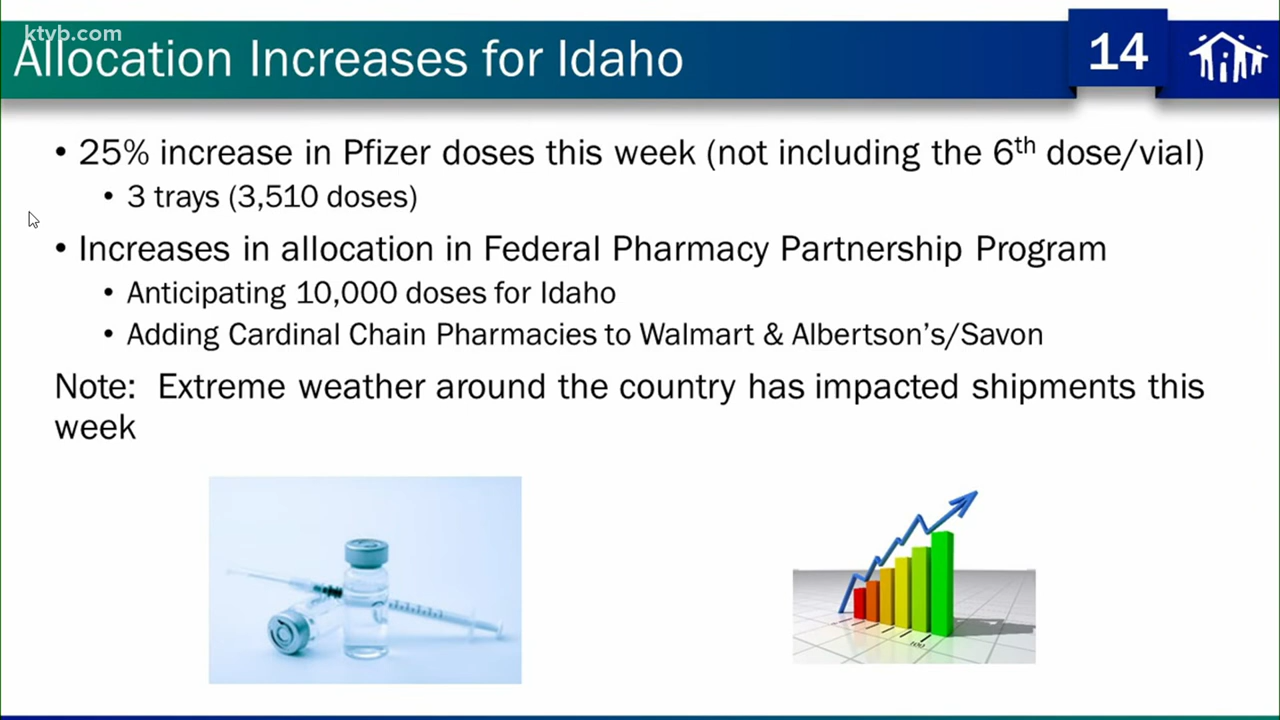 ktvb.com
Allocation Increases for Idaho
14
• 25% increase in Pfizer doses this week (not including the 6th dose/vial)
• 3 trays (3,510 doses)
• Increases in allocation in Federal Pharmacy Partnership Program
• Anticipating 10,000 doses for Idaho
• Adding Cardinal Chain Pharmacies to Walmart & Albertson's/Savon
Note: Extreme weather around the country has impacted shipments this
week
100